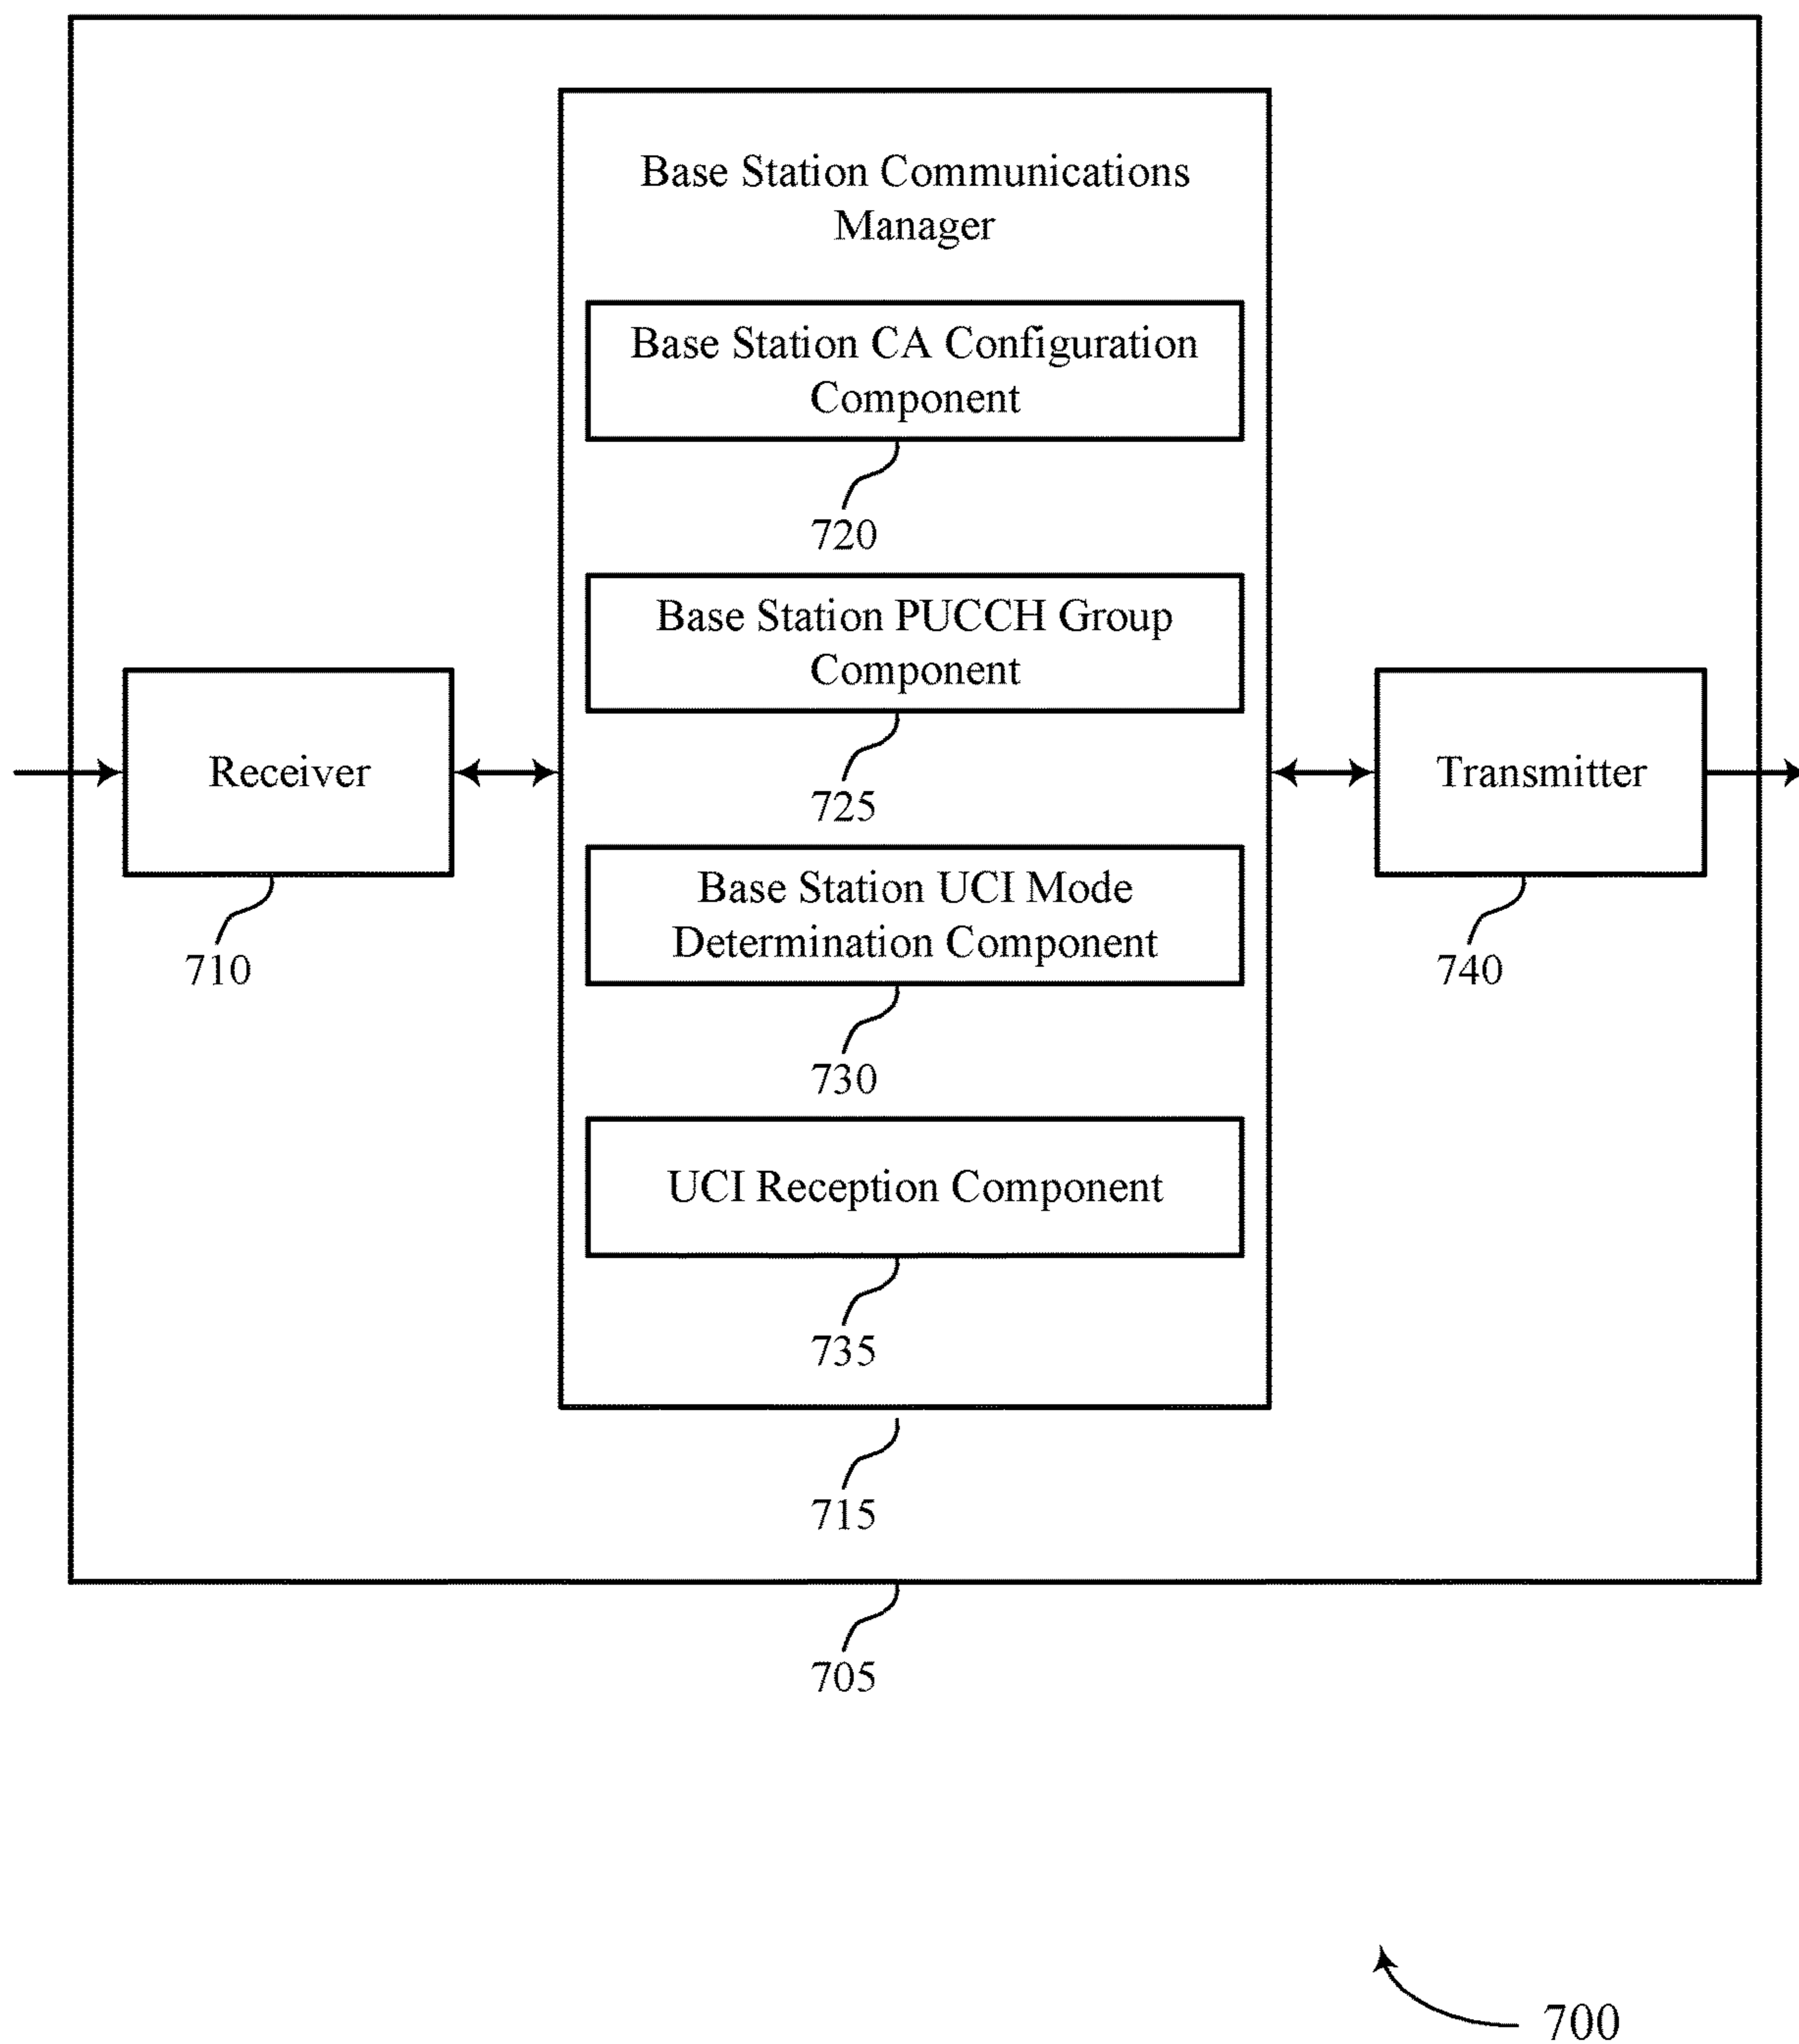 Base Station Communications
Manager
Base Station CA Configuration
Component
720
Base Station PUCCH Group
Component
725
Receiver
710
Transmitter
740
Base Station UCI Mode
Determination Component
730
UCI Reception Component
735
715
705
700